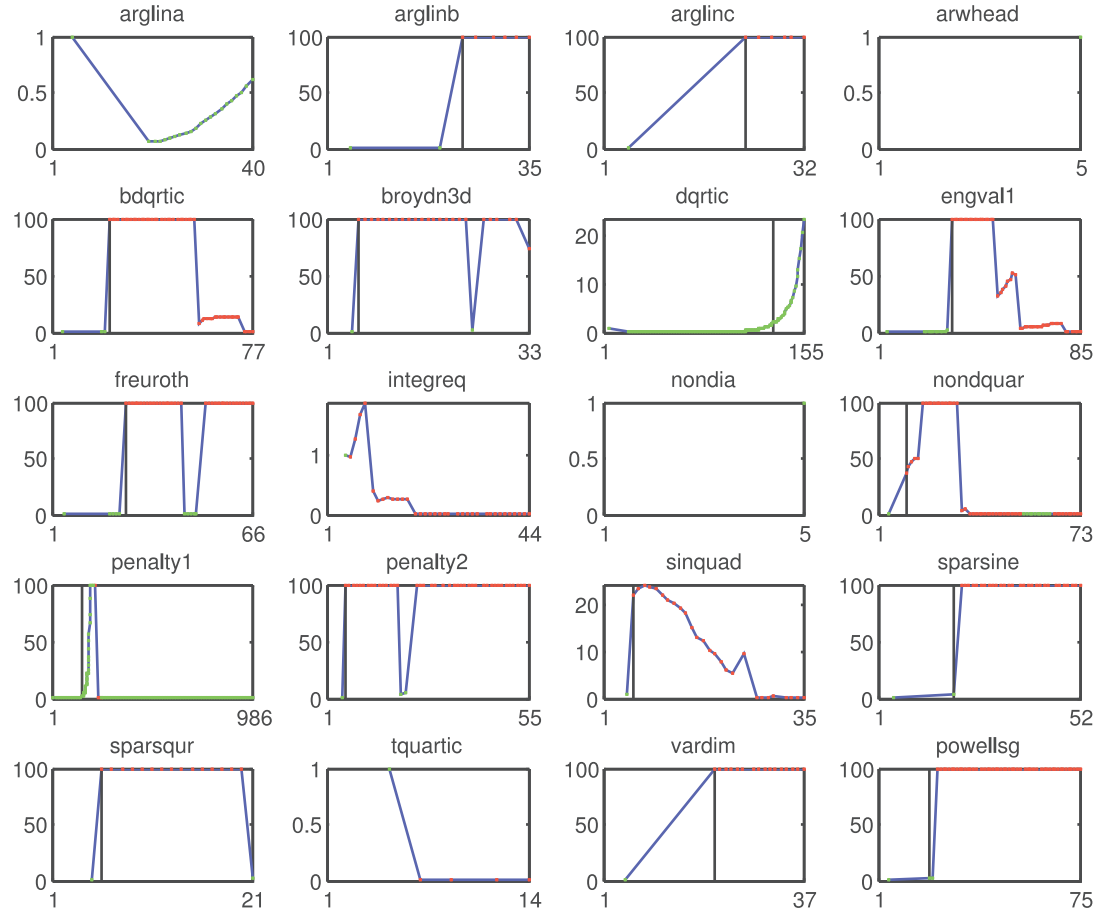 arglina arglinb arglinc arwhead
1 100 100 1
0.5 50 50 0.5
0 0 0 0
1 40 1 35 1 32 1 5
bdqrtic broydn3d dqrtic engval1
100 100 20 100
50 50 10 50
0 0 0 0
1 77 1 33 1 155 1 85
freuroth integreq nondia nondquar
100 1 1 100
50 0.5 50
0 0 0 0
1 66 1 44 1 5 1 73
penalty1 penalty2 sinquad sparsine
100 100 20 100
50 50 10 50
0 0 0 0
1 986 1 55 1 35 1 52
sparsqur tquartic vardim powellsg
100 1 100 100
50 0.5 50 50
0 0 0 0
1 21 1 14 1 37 1 75